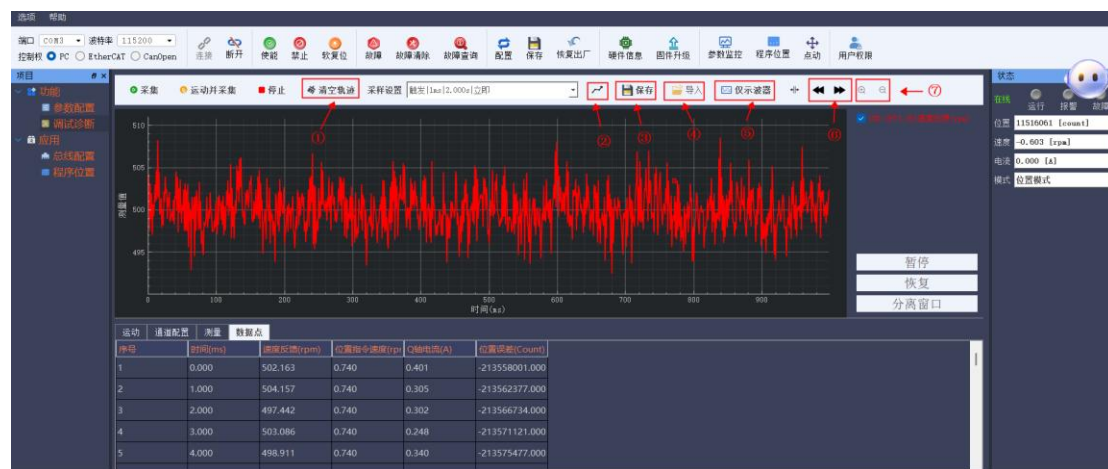 选项 帮助
端口 COM3 波特率 115200
控制权 PC EtherCAT CanOpen
连接 断开 使能 禁止 软复位 故障 故障清除 故障查询 配置 保存 恢复出厂 硬件信息 固件升级 参数监控 程序位置 点动 用户权限
项目
功能
参数配置
调试诊断
应用
总线配置
程序位置
采集 运动并采集 停止 清空轨迹 采样设置 触发|1ms|2,000s|立即 保存 导入 仪示波器
① ② ③ ④ ⑤ ⑥ ⑦
测量值
510
505
500
495
0 100 200 300 400 500 600 700 800 900
时间(ms)
暂停
恢复
分离窗口
状态
在线 运行 报警 故障
位置 11516061 [count]
速度 -0.603 [rpm]
电流 0.000 [A]
模式 位置模式
运动 通道配置 测量 数据点
序号 时间(ms) 速度反馈(rpm) 位置指令速度(rp Q轴电流(A) 位置误差(Count)
1 0.000 502.163 0.740 0.401 -213558001.000
2 1.000 504.157 0.740 0.305 -213562377.000
3 2.000 497.442 0.740 0.302 -213566734.000
4 3.000 503.086 0.740 0.248 -213571121.000
5 4.000 498.911 0.740 0.340 -213575477.000